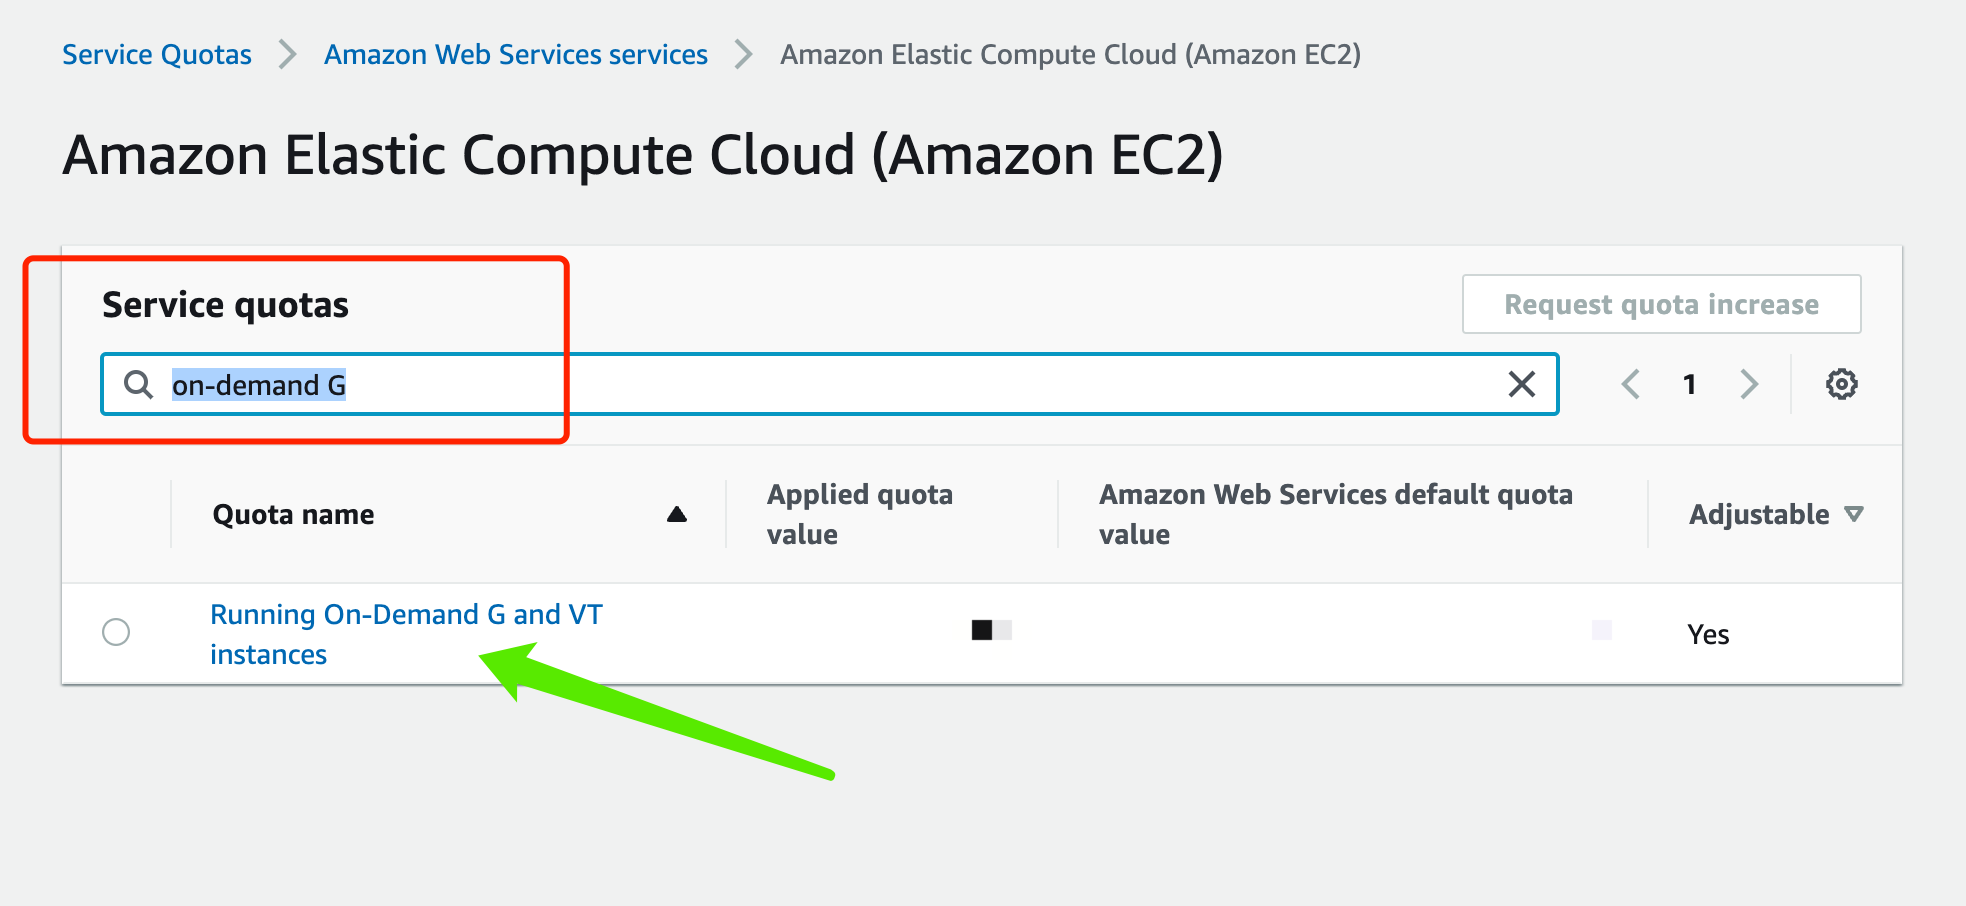 Service Quotas > Amazon Web Services services > Amazon Elastic Compute Cloud (Amazon EC2)
Amazon Elastic Compute Cloud (Amazon EC2)
Service quotas
Request quota increase
on-demand G
1
Quota name
Applied quota
value
Amazon Web Services default quota
value
Adjustable
Running On-Demand G and VT
instances
Yes